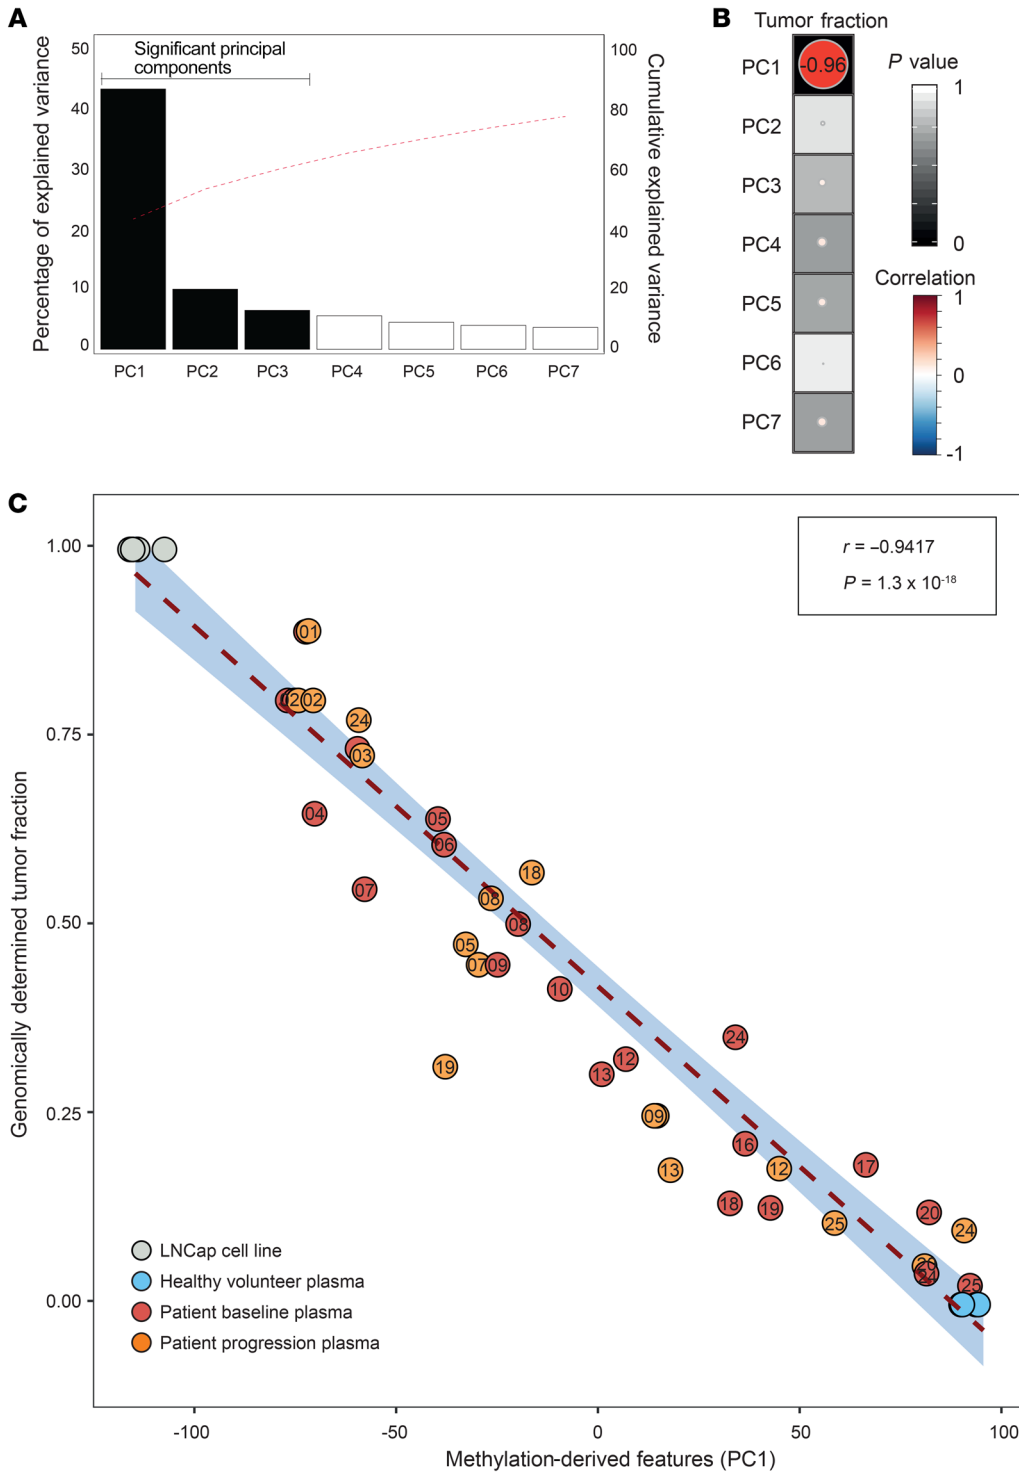 A
Percentage of explained variance
50
40
30
20
10
0
Significant principal
components
100
80
60
40
20
0
Cumulative explained variance
PC1 PC2 PC3 PC4 PC5 PC6 PC7
B
Tumor fraction
PC1
-0.96
PC2
PC3
PC4
PC5
PC6
PC7
P value
1
0
Correlation
1
0
-1
C
Genomically determined tumor fraction
1.00
0.75
0.50
0.25
0.00
r = –0.9417
P = 1.3 x 10-18
01
02
24
03
04
05
06
18
07
08
08
05
07
09
10
19
24
12
13
09
16
13
12
17
18
19
25
20
24
20
24
25
LNCap cell line
Healthy volunteer plasma
Patient baseline plasma
Patient progression plasma
-100 -50 0 50 100
Methylation-derived features (PC1)